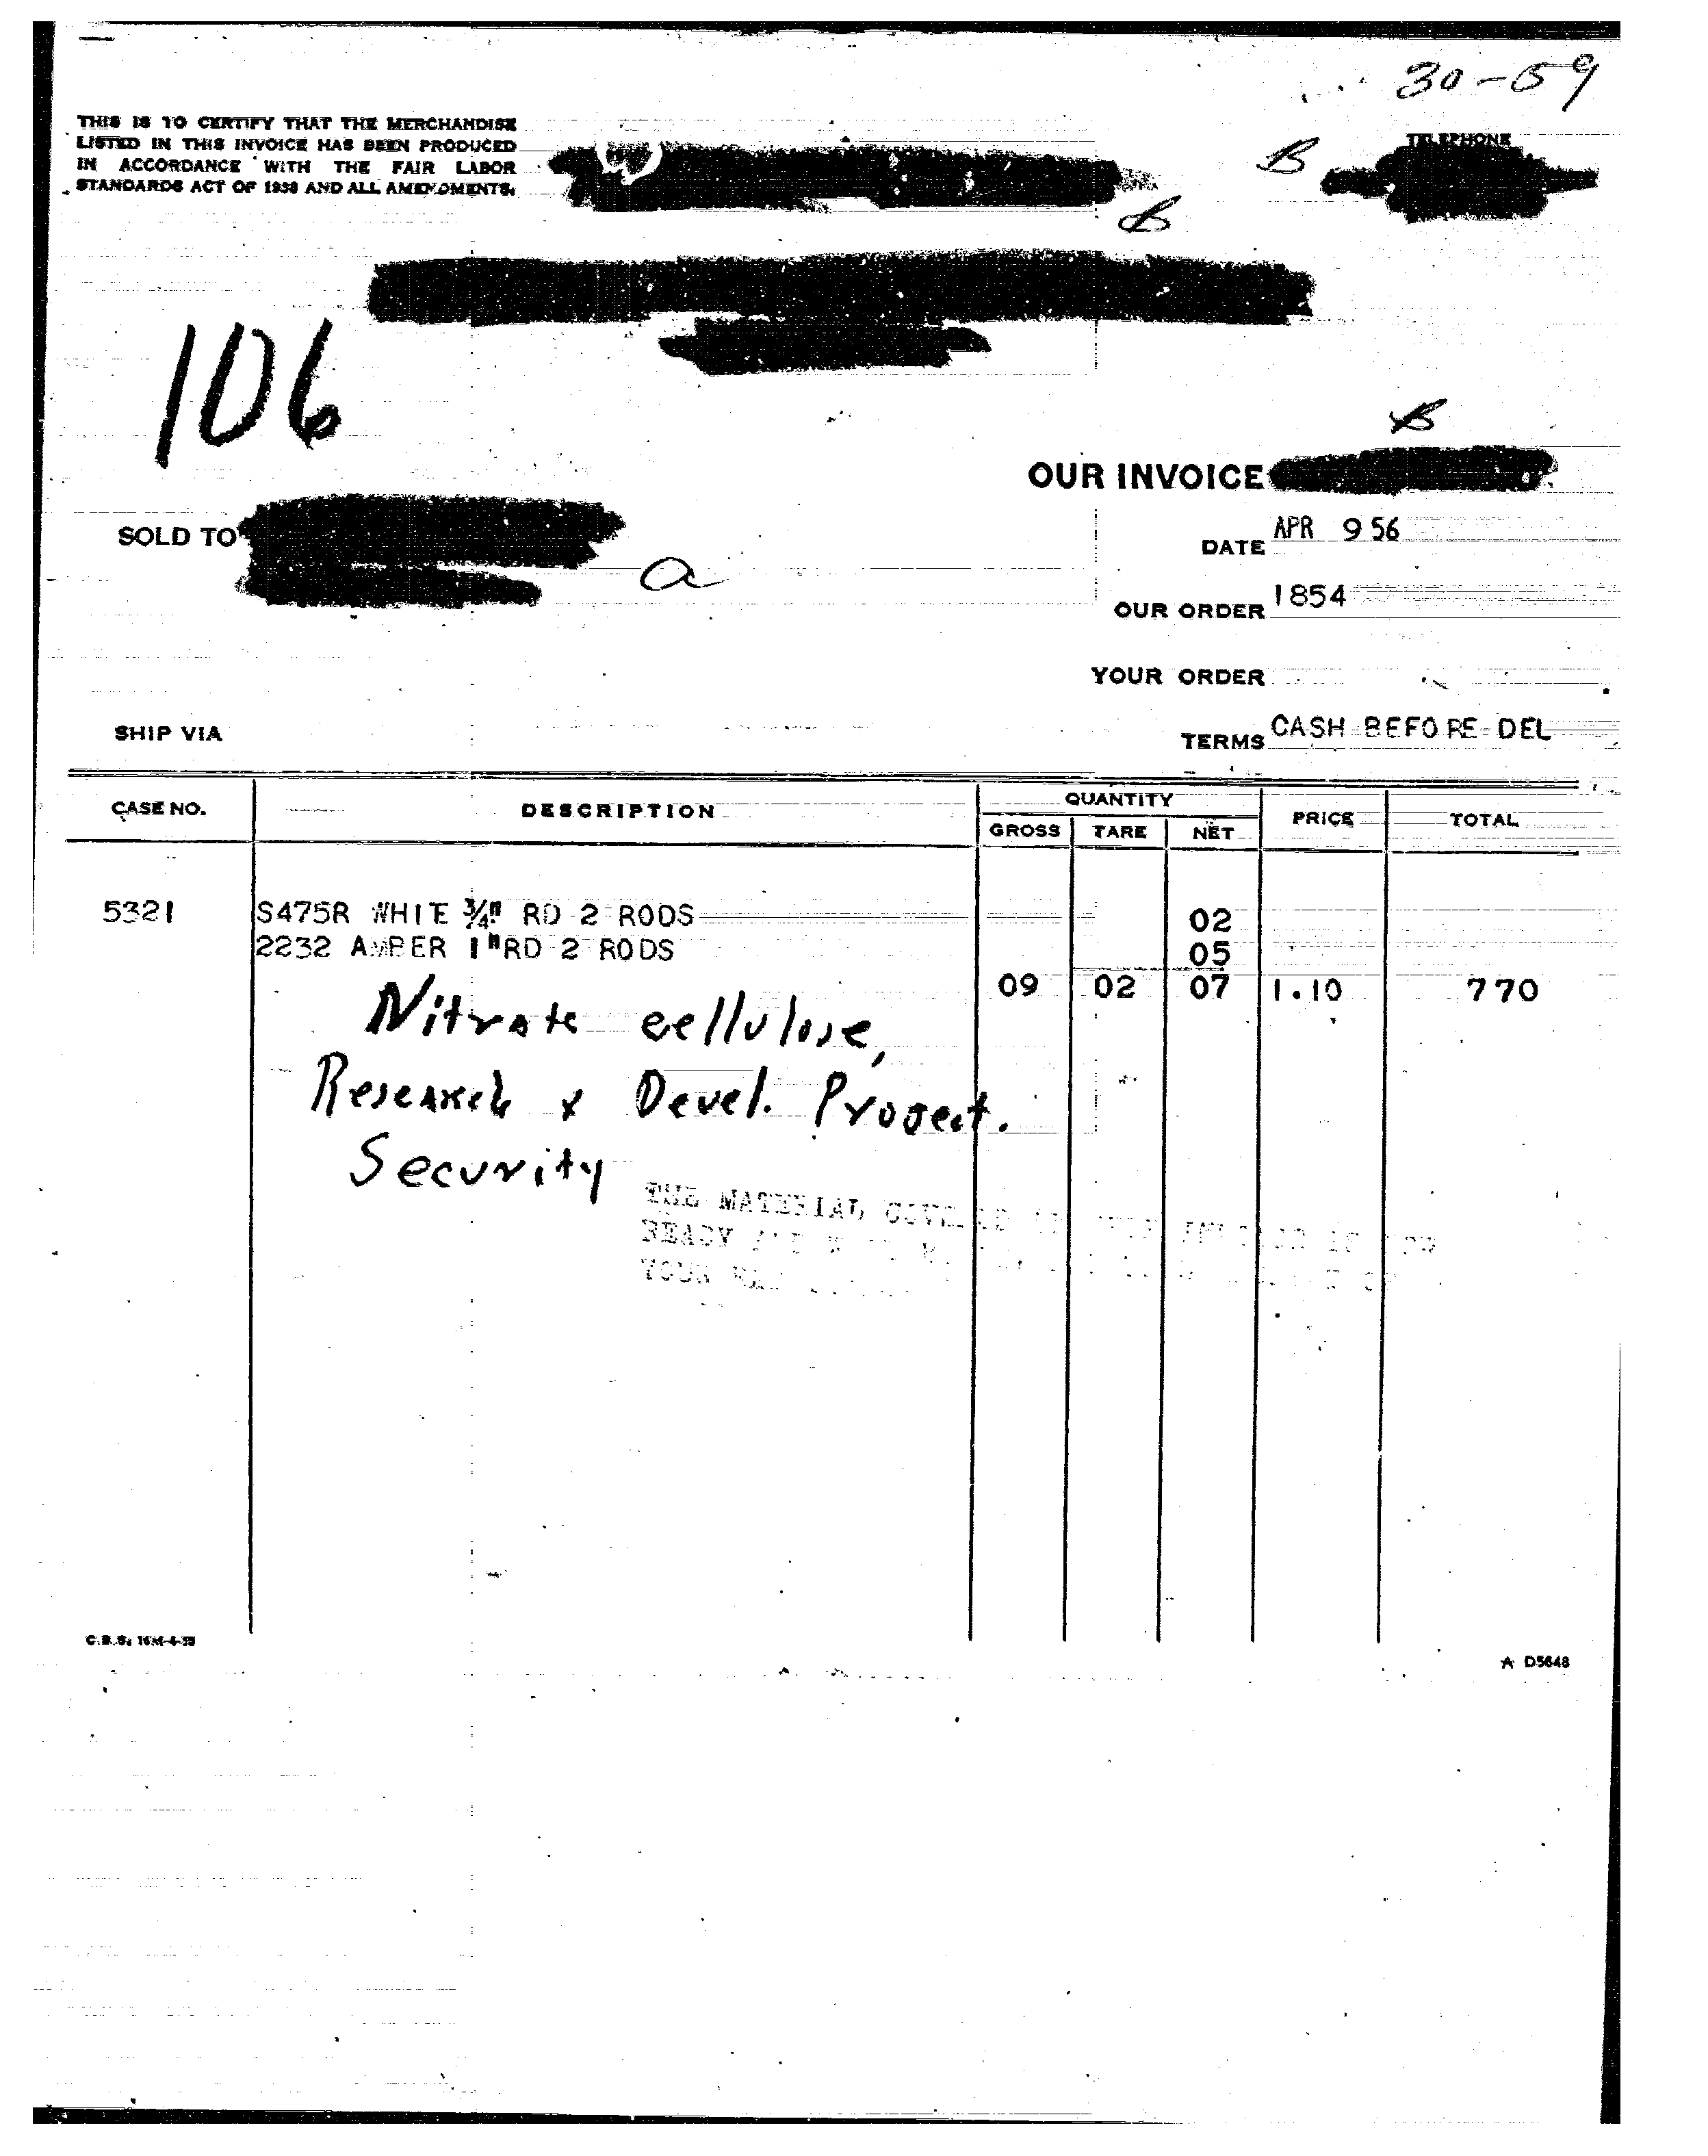 30-59
THIS IS TO CERTIFY THAT THE MERCHANDISE
LISTED IN THIS INVOICE HAS BEEN PRODUCED
IN ACCORDANCE WITH THE FAIR LABOR
STANDARDS ACT OF 1938 AND ALL AMENDMENTS.
TELEPHONE
B
B
106
B
OUR INVOICE
SOLD TO
a
DATE APR 9 56
OUR ORDER 1854
YOUR ORDER
SHIP VIA
TERMS CASH BEFORE DEL
CASE NO. DESCRIPTION QUANTITY PRICE TOTAL
GROSS TARE NET
5321 S475R WHITE 3/4" RD 2 RODS 02
2232 AMBER 1" RD 2 RODS 05
09 02 07 1.10 770
Nitrate cellulose,
Research & Devel. Project.
Security
THE MATERIAL
READY
YOUR
A D5648